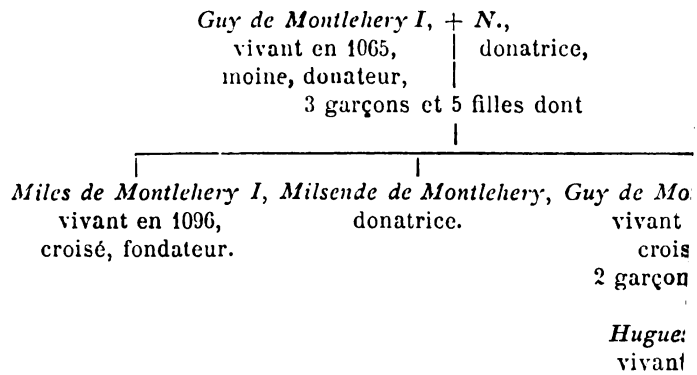 Guy de Montlehery I, + N.,
vivant en 1065, donatrice,
moine, donateur,
3 garçons et 5 filles dont
Miles de Montlehery I, Milsende de Montlehery, Guy de Mo
vivant en 1096, donatrice. vivant
croisé, fondateur. crois
2 garçon
Hugues
vivant